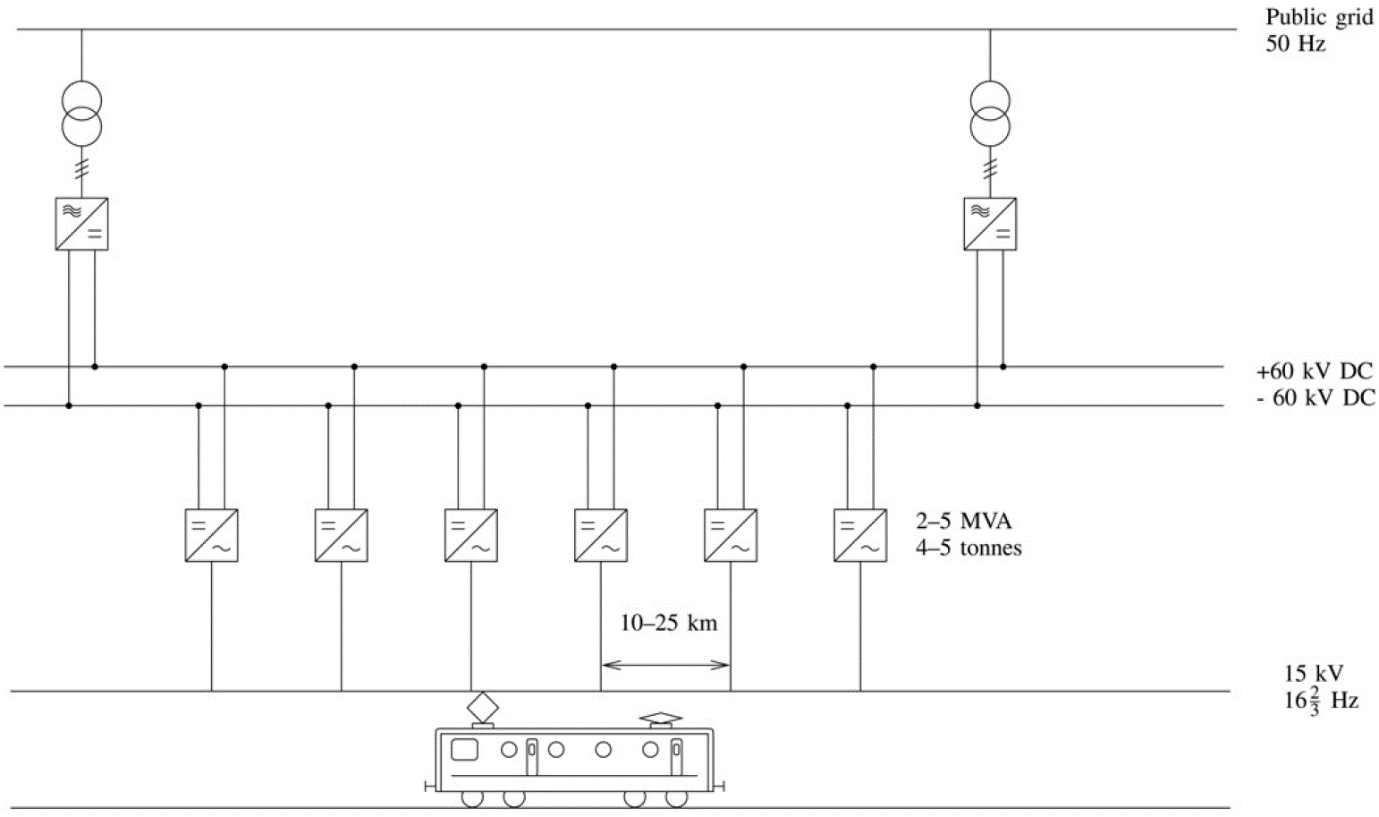 Public grid
50 Hz
+60 kV DC
- 60 kV DC
2–5 MVA
4–5 tonnes
10–25 km
15 kV
16⅔ Hz